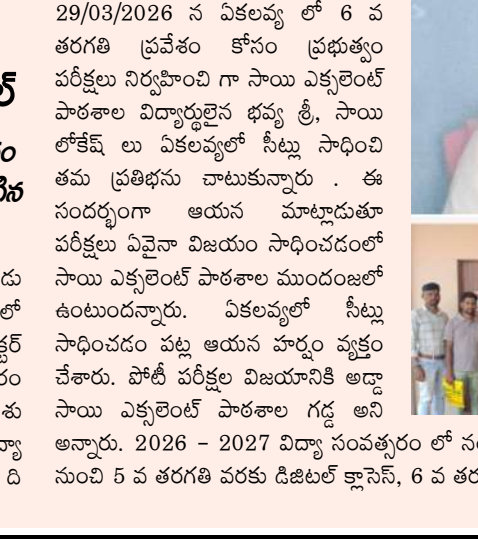 29/03/2026 న ఏకలవ్య లో 6 వ
తరగతి ప్రవేశం కోసం ప్రభుత్వం
పరీక్షలు నిర్వహించి గా సాయి ఎక్సలెంట్
పాఠశాల విద్యార్థులైన భవ్య శ్రీ, సాయి
లోకేష్ లు ఏకలవ్యలో సీట్లు సాధించి
తమ ప్రతిభను చాటుకున్నారు . ఈ
సందర్భంగా ఆయన మాట్లాడుతూ
పరీక్షలు ఏవైనా విజయం సాధించడంలో
సాయి ఎక్సలెంట్ పాఠశాల ముందంజలో
ఉంటుందన్నారు. ఏకలవ్యలో సీట్లు
సాధించడం పట్ల ఆయన హర్షం వ్యక్తం
చేశారు. పోటీ పరీక్షల విజయానికి అడ్డా
సాయి ఎక్సలెంట్ పాఠశాల గడ్డ అని
అన్నారు. 2026 - 2027 విద్యా సంవత్సరం లో
నుంచి 5 వ తరగతి వరకు డిజిటల్ క్లాసెస్, 6 వ